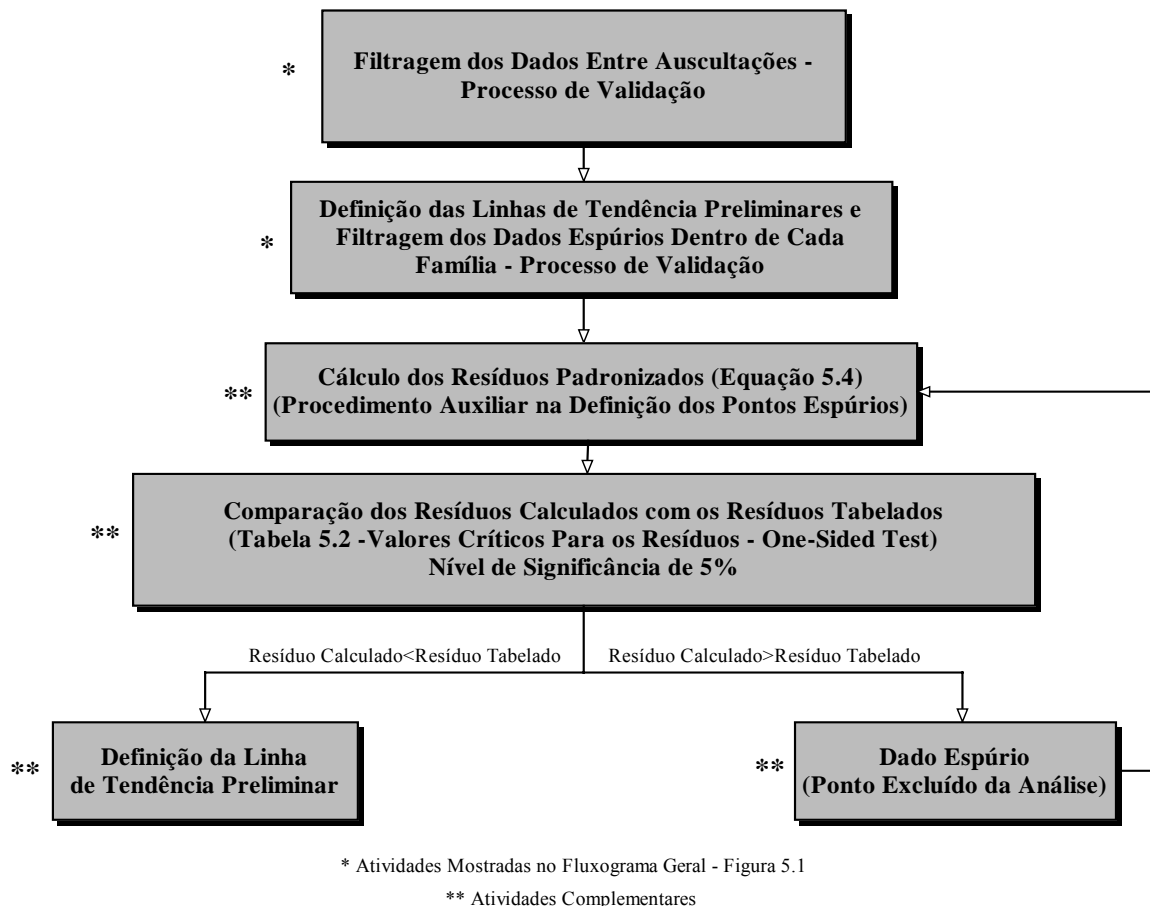 *
Filtragem dos Dados Entre Auscultações -
Processo de Validação
*
Definição das Linhas de Tendência Preliminares e
Filtragem dos Dados Espúrios Dentro de Cada
Família - Processo de Validação
**
Cálculo dos Resíduos Padronizados (Equação 5.4)
(Procedimento Auxiliar na Definição dos Pontos Espúrios)
**
Comparação dos Resíduos Calculados com os Resíduos Tabelados
(Tabela 5.2 -Valores Críticos Para os Resíduos - One-Sided Test)
Nível de Significância de 5%
Resíduo Calculado<Resíduo Tabelado
Resíduo Calculado>Resíduo Tabelado
**
Definição da Linha
de Tendência Preliminar
**
Dado Espúrio
(Ponto Excluído da Análise)
* Atividades Mostradas no Fluxograma Geral - Figura 5.1
** Atividades Complementares